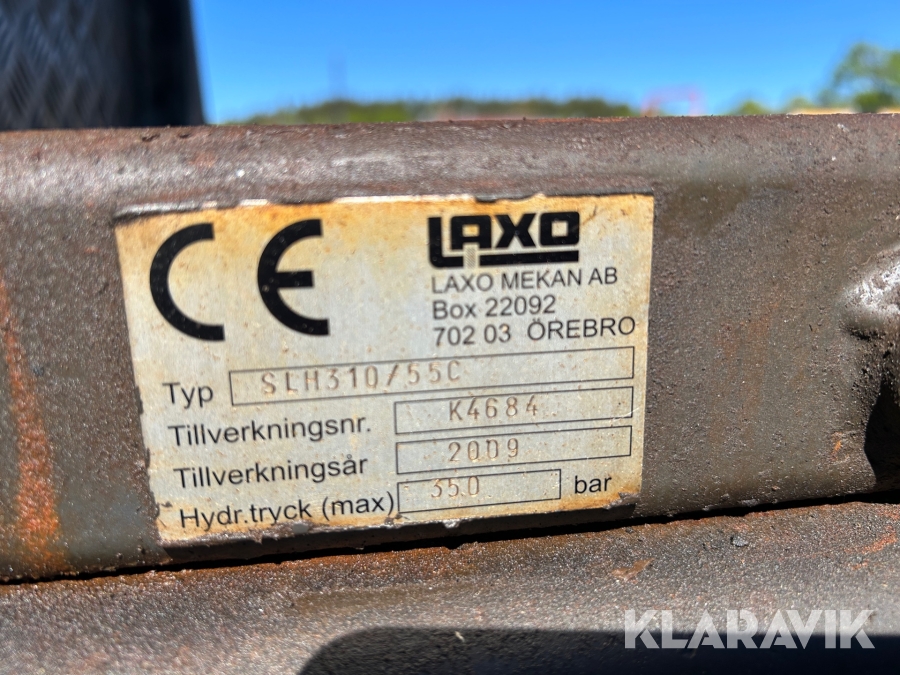 CE
LAXO
LAXO MEKAN AB
Box 22092
702 03 ÖREBRO
Typ SLH310/55C
Tillverkningsnr. K4684
Tillverkningsår 2009
Hydr.tryck (max) 350 bar
KLARAVIK